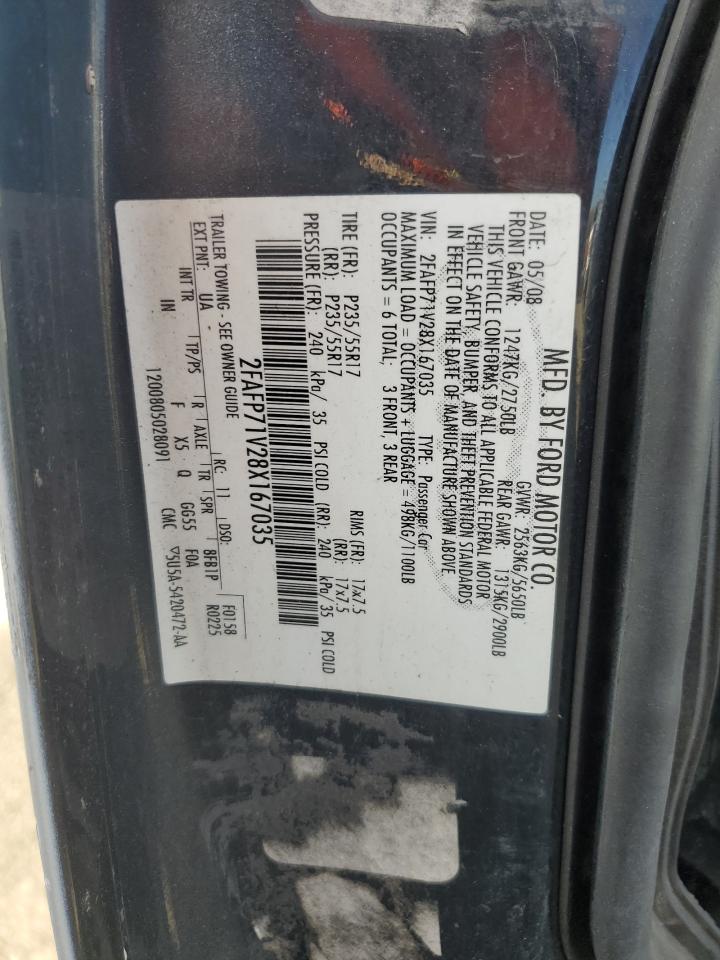 MFD. BY FORD MOTOR CO.
DATE: 05/08 GVWR: 2563KG/5650LB
FRONT GAWR: 1247KG/2750LB REAR GAWR: 1315KG/2900LB
THIS VEHICLE CONFORMS TO ALL APPLICABLE FEDERAL MOTOR
VEHICLE SAFETY, BUMPER, AND THEFT PREVENTION STANDARDS
IN EFFECT ON THE DATE OF MANUFACTURE SHOWN ABOVE.
VIN: 2FAFP71V28X167035 TYPE: Passenger Car
MAXIMUM LOAD = OCCUPANTS + LUGGAGE = 498KG/1100LB
OCCUPANTS = 6 TOTAL; 3 FRONT, 3 REAR
TIRE (FR): P235/55R17 RIMS (FR): 17x7.5
(RR): P235/55R17 (RR): 17x7.5
PRESSURE (FR): 240 kPa/ 35 PSI COLD (RR): 240 kPa/ 35 PSI COLD
2FAFP71V28X167035
TRAILER TOWING - SEE OWNER GUIDE
EXT PNT: UA - RC: 11 DSO: F0158
R0225
INT TR TP/PS R AXLE TR SPR 8FB1P
IN F X5 Q GG55 F0A
1200805028091 CMC ▽5U5A-5420472-AA